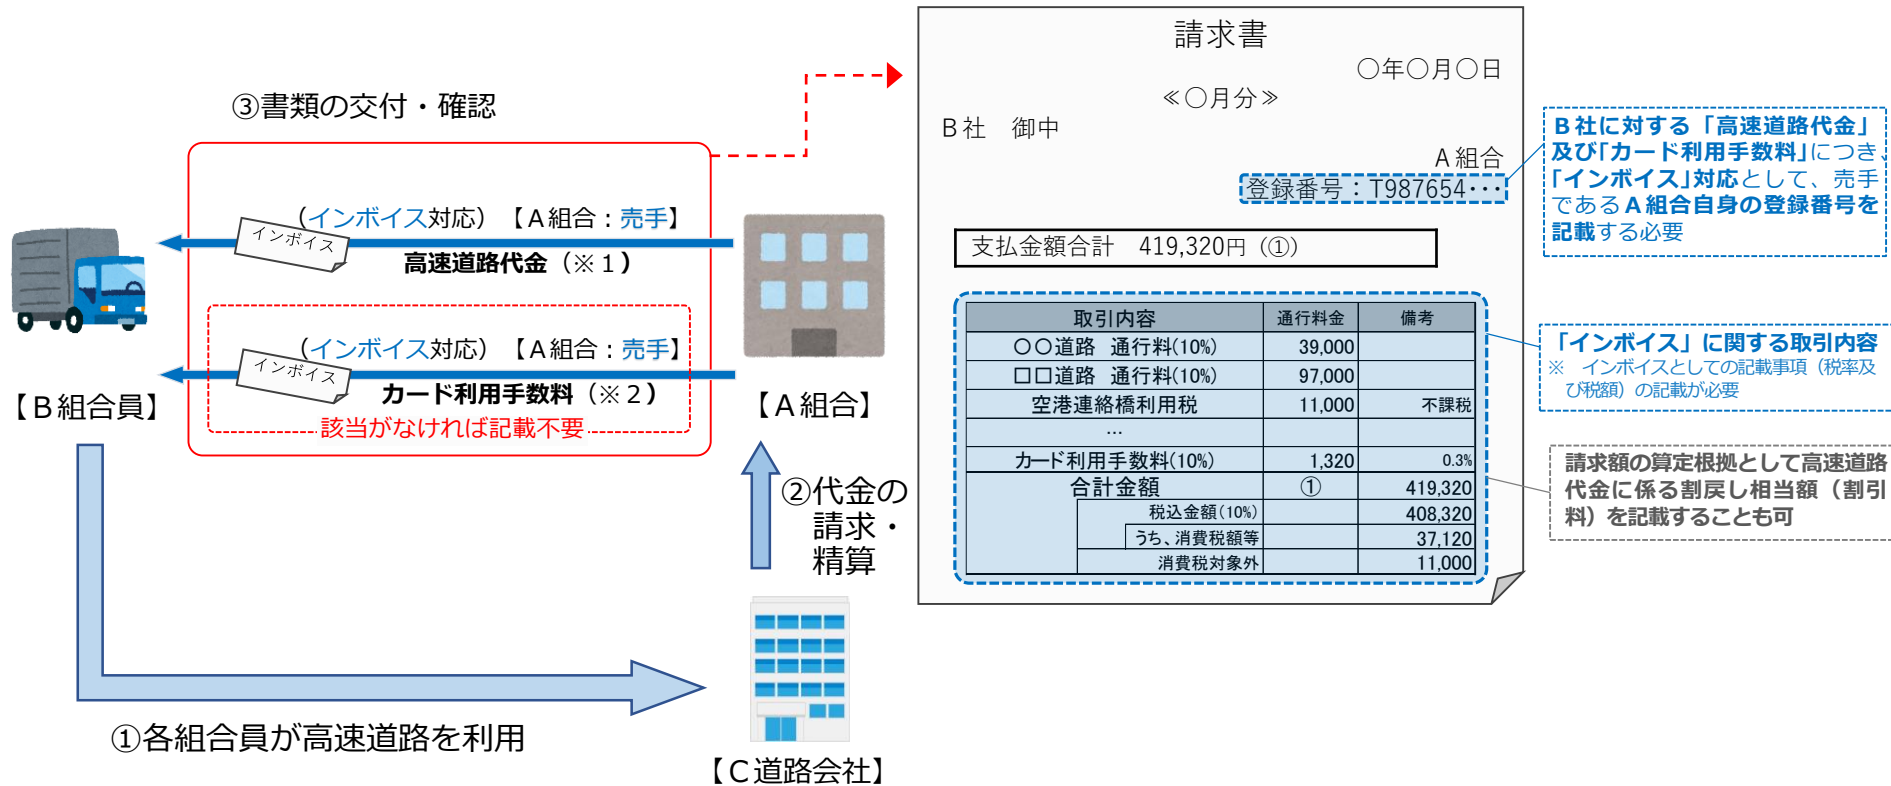 ③書類の交付・確認
（インボイス対応）【Ａ組合：売手】
インボイス
高速道路代金（※１）
（インボイス対応）【Ａ組合：売手】
インボイス
カード利用手数料（※２）
該当がなければ記載不要
【Ｂ組合員】
【Ａ組合】
②代金の
請求・
精算
①各組合員が高速道路を利用
【Ｃ道路会社】
請求書
〇年〇月〇日
≪〇月分≫
Ｂ社　御中
Ａ組合
登録番号：T987654･･･
支払金額合計　419,320円（①）
取引内容 通行料金 備考
〇〇道路　通行料(10%) 39,000
□□道路　通行料(10%) 97,000
空港連絡橋利用税 11,000 不課税
…
カード利用手数料(10%) 1,320 0.3%
合計金額 ① 419,320
税込金額(10%) 408,320
うち、消費税額等 37,120
消費税対象外 11,000
Ｂ社に対する「高速道路代金」
及び「カード利用手数料」につき、
「インボイス」対応として、売手
であるＡ組合自身の登録番号を
記載する必要
「インボイス」に関する取引内容
※　インボイスとしての記載事項（税率及
び税額）の記載が必要
請求額の算定根拠として高速道路
代金に係る割戻し相当額（割引
料）を記載することも可